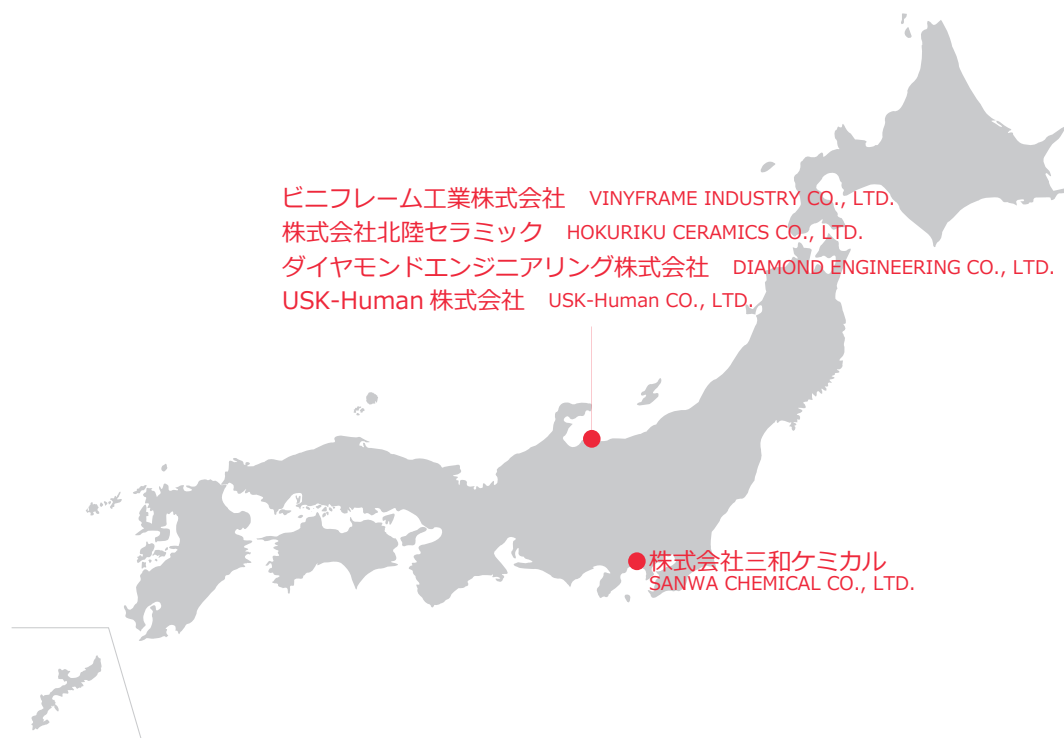 ビニフレーム工業株式会社 VINYFRAME INDUSTRY CO., LTD.
株式会社北陸セラミック HOKURIKU CERAMICS CO., LTD.
ダイヤモンドエンジニアリング株式会社 DIAMOND ENGINEERING CO., LTD.
USK-Human 株式会社 USK-Human CO., LTD.
株式会社三和ケミカル
SANWA CHEMICAL CO., LTD.